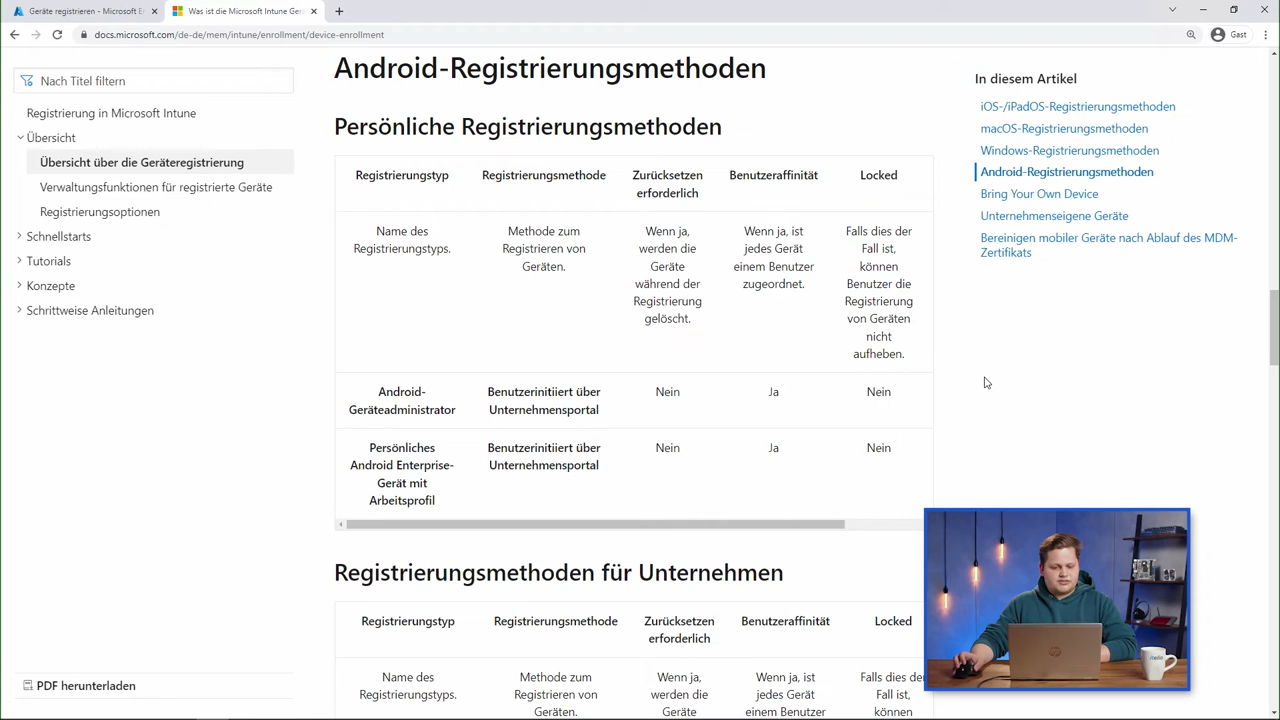 Geräte registrieren - Microsoft E
Was ist die Microsoft Intune Gerä
docs.microsoft.com/de-de/mem/intune/enrollment/device-enrollment
Gast
Nach Titel filtern
Registrierung in Microsoft Intune
Übersicht
Übersicht über die Geräteregistrierung
Verwaltungsfunktionen für registrierte Geräte
Registrierungsoptionen
Schnellstarts
Tutorials
Konzepte
Schrittweise Anleitungen
PDF herunterladen
Android-Registrierungsmethoden
Persönliche Registrierungsmethoden
Registrierungstyp
Registrierungsmethode
Zurücksetzen
erforderlich
Benutzeraffinität
Locked
Name des
Registrierungstyps.
Methode zum
Registrieren von
Geräten.
Wenn ja,
werden die
Geräte
während der
Registrierung
gelöscht.
Wenn ja, ist
jedes Gerät
einem Benutzer
zugeordnet.
Falls dies der
Fall ist,
können
Benutzer die
Registrierung
von Geräten
nicht
aufheben.
Android-
Geräteadministrator
Benutzerinitiiert über
Unternehmensportal
Nein
Ja
Nein
Persönliches
Android Enterprise-
Gerät mit
Arbeitsprofil
Benutzerinitiiert über
Unternehmensportal
Nein
Ja
Nein
Registrierungsmethoden für Unternehmen
Registrierungstyp
Registrierungsmethode
Zurücksetzen
erforderlich
Benutzeraffinität
Locked
Name des
Registrierungstyps.
Methode zum
Registrieren von
Geräten.
Wenn ja,
werden die
Geräte
Wenn ja, ist
jedes Gerät
einem Benutzer
Falls dies de
Fall ist,
können
In diesem Artikel
iOS-/iPadOS-Registrierungsmethoden
macOS-Registrierungsmethoden
Windows-Registrierungsmethoden
Android-Registrierungsmethoden
Bring Your Own Device
Unternehmenseigene Geräte
Bereinigen mobiler Geräte nach Ablauf des MDM-
Zertifikats